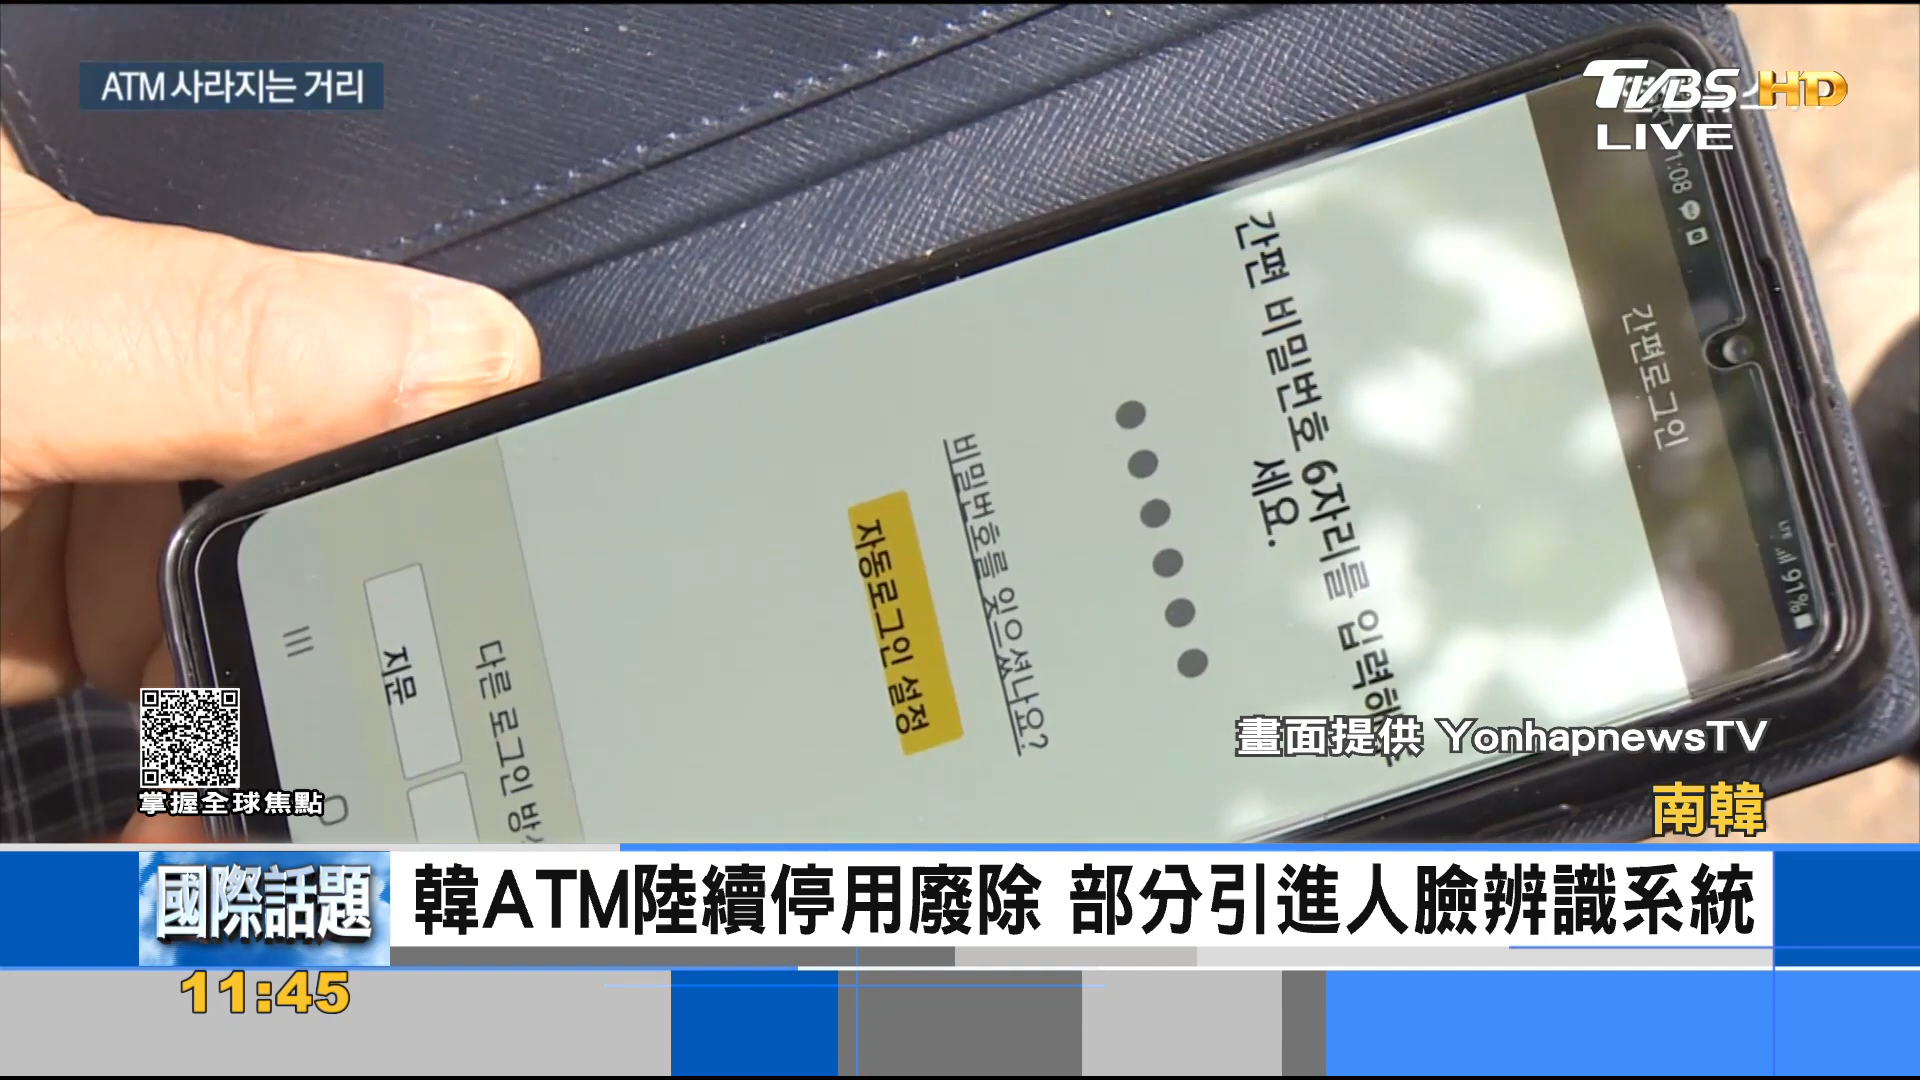 ATM 사라지는 거리
TVBS HD
LIVE
1:08
91%
간편로그인
간편 비밀번호 6자리를 입력하
세요.
비밀번호를 잊으셨나요?
자동로그인 설정
다른 로그인 방
지문
畫面提供 YonhapnewsTV
南韓
掌握全球焦點
國際話題
韓ATM陸續停用廢除 部分引進人臉辨識系統
11:45